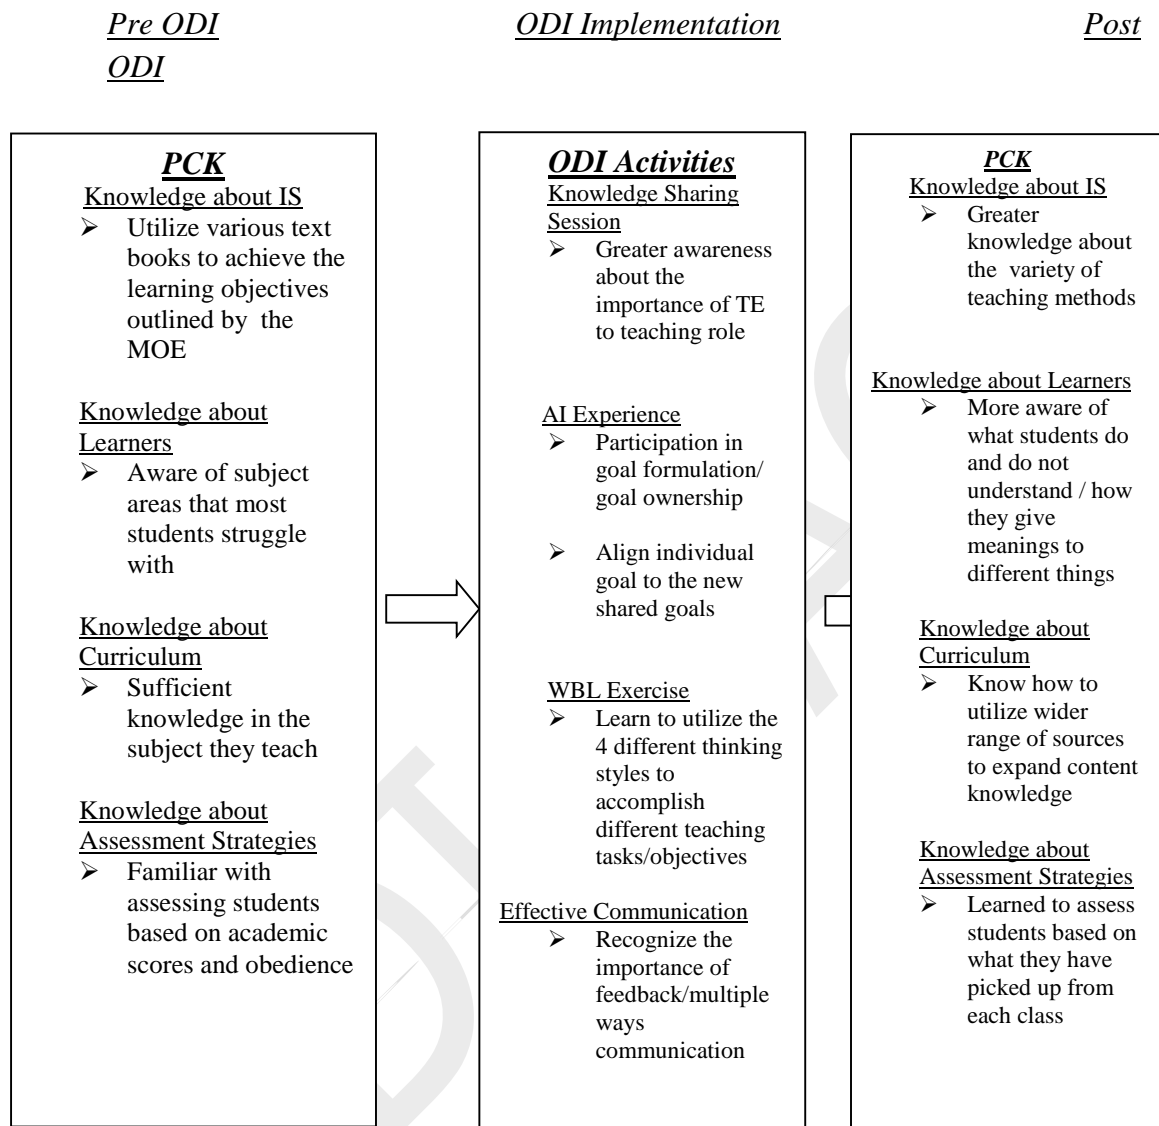 Pre ODI ODI Implementation Post
ODI
PCK
Knowledge about IS
➢ Utilize various text
books to achieve the
learning objectives
outlined by the
MOE
Knowledge about
Learners
➢ Aware of subject
areas that most
students struggle
with
Knowledge about
Curriculum
➢ Sufficient
knowledge in the
subject they teach
Knowledge about
Assessment Strategies
➢ Familiar with
assessing students
based on academic
scores and obedience
ODI Activities
Knowledge Sharing
Session
➢ Greater awareness
about the
importance of TE
to teaching role
AI Experience
➢ Participation in
goal formulation/
goal ownership
➢ Align individual
goal to the new
shared goals
WBL Exercise
➢ Learn to utilize the
4 different thinking
styles to
accomplish
different teaching
tasks/objectives
Effective Communication
➢ Recognize the
importance of
feedback/multiple
ways
communication
PCK
Knowledge about IS
➢ Greater
knowledge about
the variety of
teaching methods
Knowledge about Learners
➢ More aware of
what students do
and do not
understand / how
they give
meanings to
different things
Knowledge about
Curriculum
➢ Know how to
utilize wider
range of sources
to expand content
knowledge
Knowledge about
Assessment Strategies
➢ Learned to assess
students based on
what they have
picked up from
each class